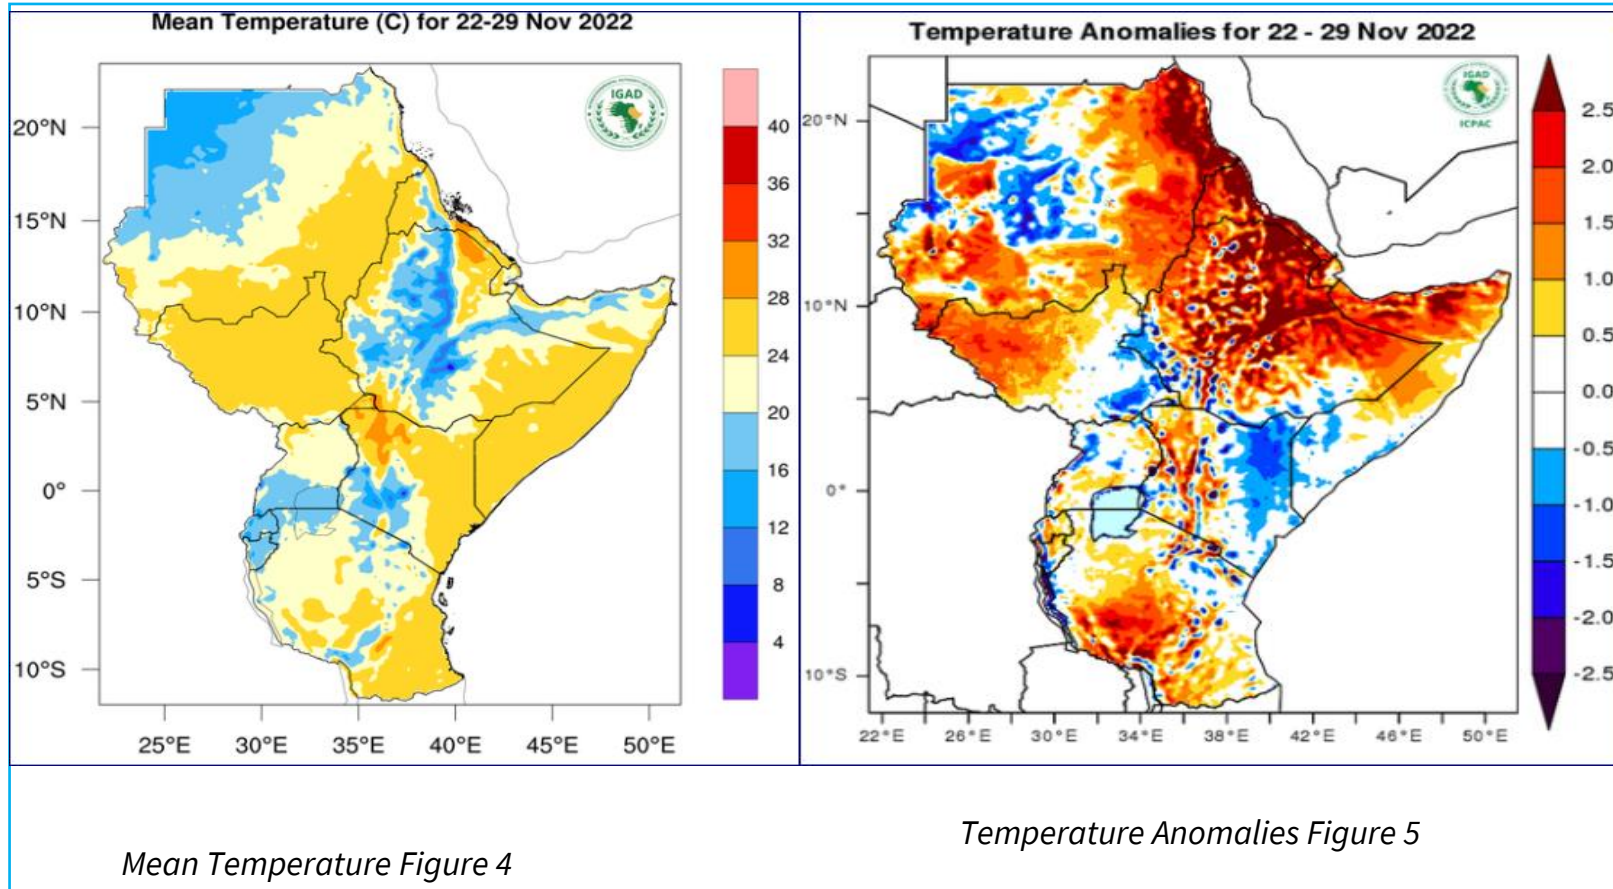 Mean Temperature (C) for 22-29 Nov 2022
IGAD
20°N
15°N
10°N
5°N
0°
5°S
10°S
25°E 30°E 35°E 40°E 45°E 50°E
40
36
32
28
24
20
16
12
8
4
Temperature Anomalies for 22 - 29 Nov 2022
IGAD
ICPAC
20°N
10°N
0°
10°S
22°E 26°E 30°E 34°E 38°E 42°E 46°E 50°E
2.5
2.0
1.5
1.0
0.5
0.0
-0.5
-1.0
-1.5
-2.0
-2.5
Mean Temperature Figure 4
Temperature Anomalies Figure 5